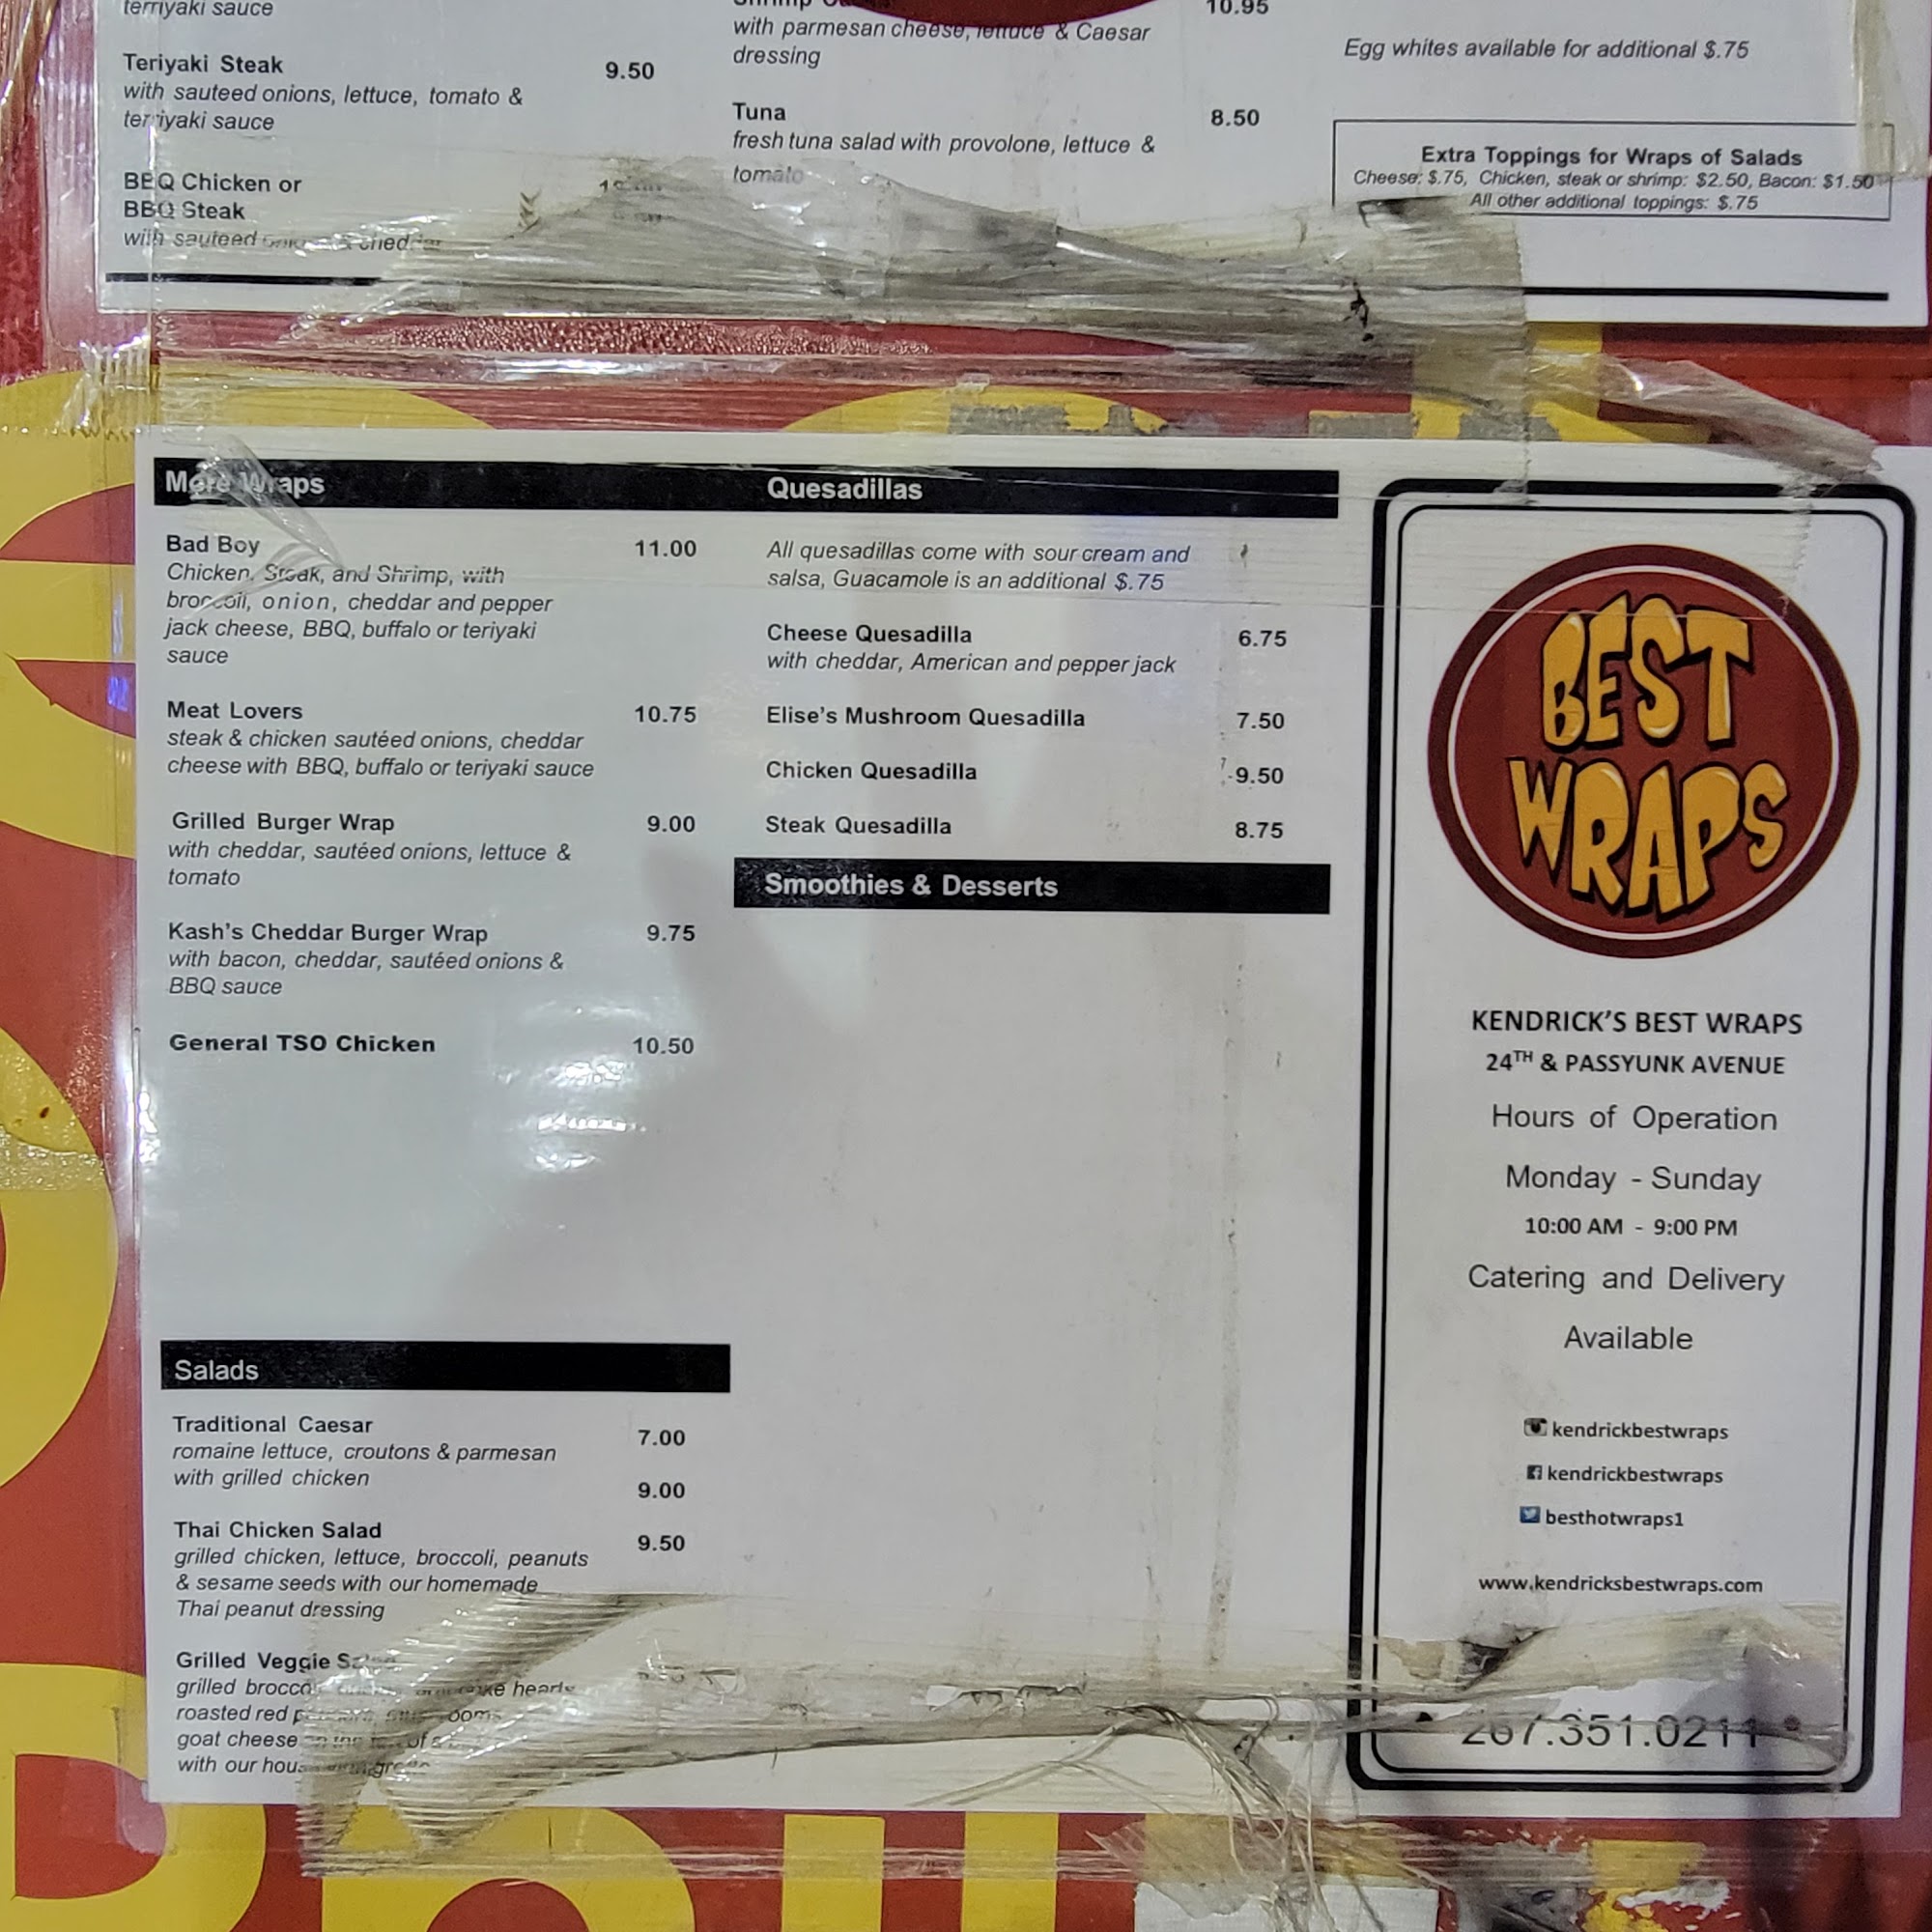 terriyaki sauce
Teriyaki Steak 9.50
with sauteed onions, lettuce, tomato &
terriyaki sauce
BBQ Chicken or
BBQ Steak
with sauteed
10.95
with parmesan cheese, lettuce & Caesar
dressing
Tuna 8.50
fresh tuna salad with provolone, lettuce &
tomato
Egg whites available for additional $.75
Extra Toppings for Wraps of Salads
Cheese: $.75, Chicken, steak or shrimp: $2.50, Bacon: $1.50
All other additional toppings: $.75
More Wraps
Bad Boy 11.00
Chicken, Steak, and Shrimp, with
broccoli, onion, cheddar and pepper
jack cheese, BBQ, buffalo or teriyaki
sauce
Meat Lovers 10.75
steak & chicken sautéed onions, cheddar
cheese with BBQ, buffalo or teriyaki sauce
Grilled Burger Wrap 9.00
with cheddar, sautéed onions, lettuce &
tomato
Kash's Cheddar Burger Wrap 9.75
with bacon, cheddar, sautéed onions &
BBQ sauce
General TSO Chicken 10.50
Salads
Traditional Caesar 7.00
romaine lettuce, croutons & parmesan
with grilled chicken 9.00
Thai Chicken Salad 9.50
grilled chicken, lettuce, broccoli, peanuts
& sesame seeds with our homemade
Thai peanut dressing
Grilled Veggie
grilled hearts
roasted red
goat cheese of
with our
Quesadillas
All quesadillas come with sour cream and
salsa, Guacamole is an additional $.75
Cheese Quesadilla 6.75
with cheddar, American and pepper jack
Elise's Mushroom Quesadilla 7.50
Chicken Quesadilla 9.50
Steak Quesadilla 8.75
Smoothies & Desserts
BEST
WRAPS
KENDRICK'S BEST WRAPS
24TH & PASSYUNK AVENUE
Hours of Operation
Monday - Sunday
10:00 AM - 9:00 PM
Catering and Delivery
Available
kendrickbestwraps
kendrickbestwraps
besthotwraps1
www.kendricksbestwraps.com
267.351.0211